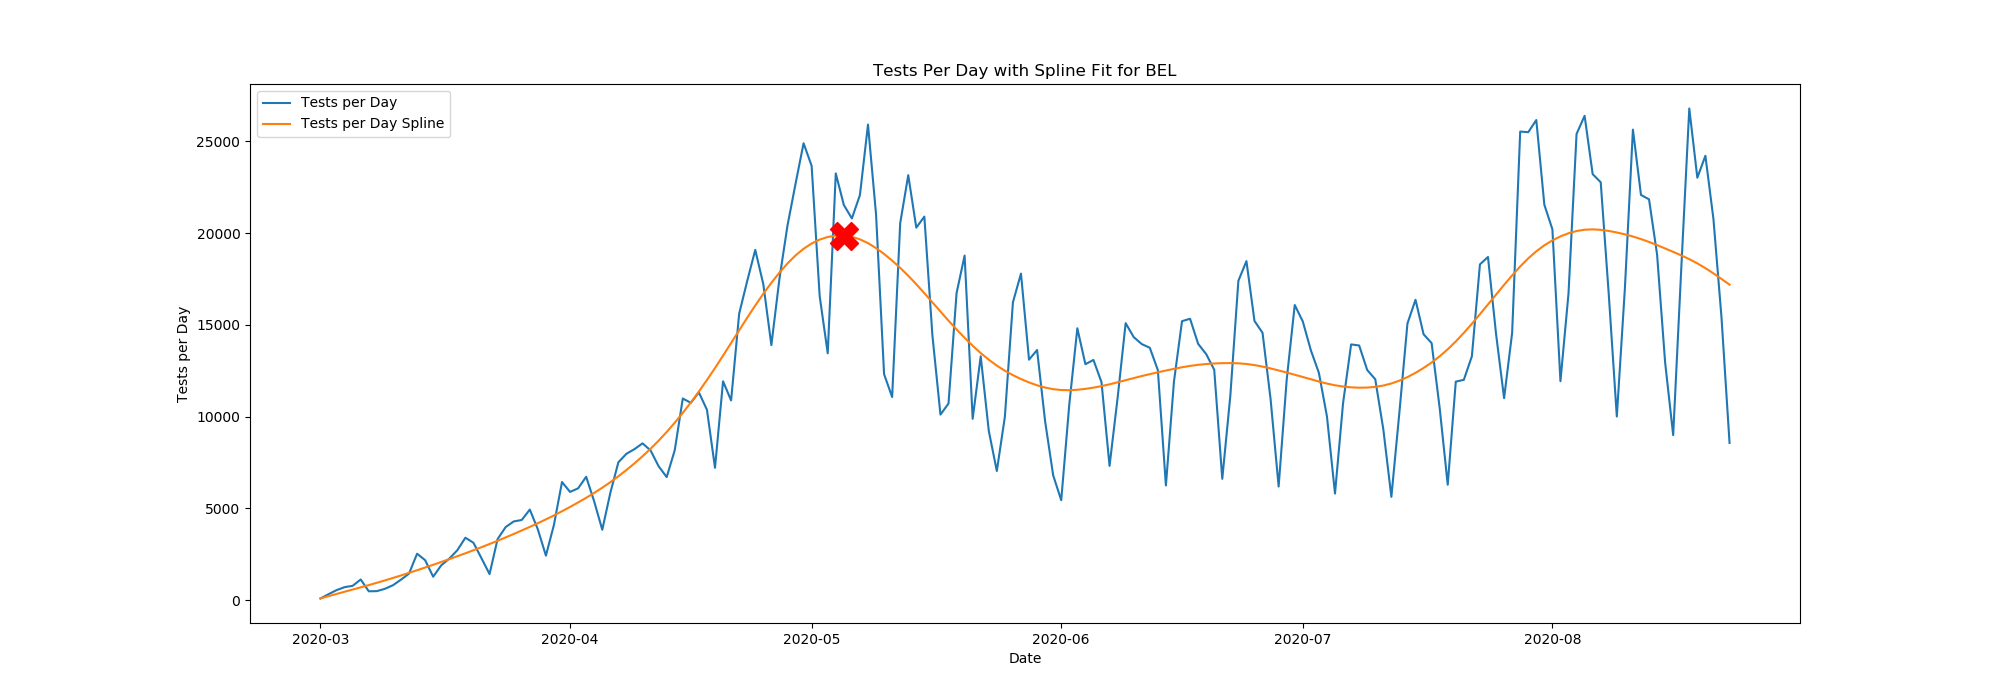 Tests Per Day with Spline Fit for BEL
Tests per Day
Tests per Day Spline
25000
20000
15000
10000
5000
0
Tests per Day
2020-03 2020-04 2020-05 2020-06 2020-07 2020-08
Date